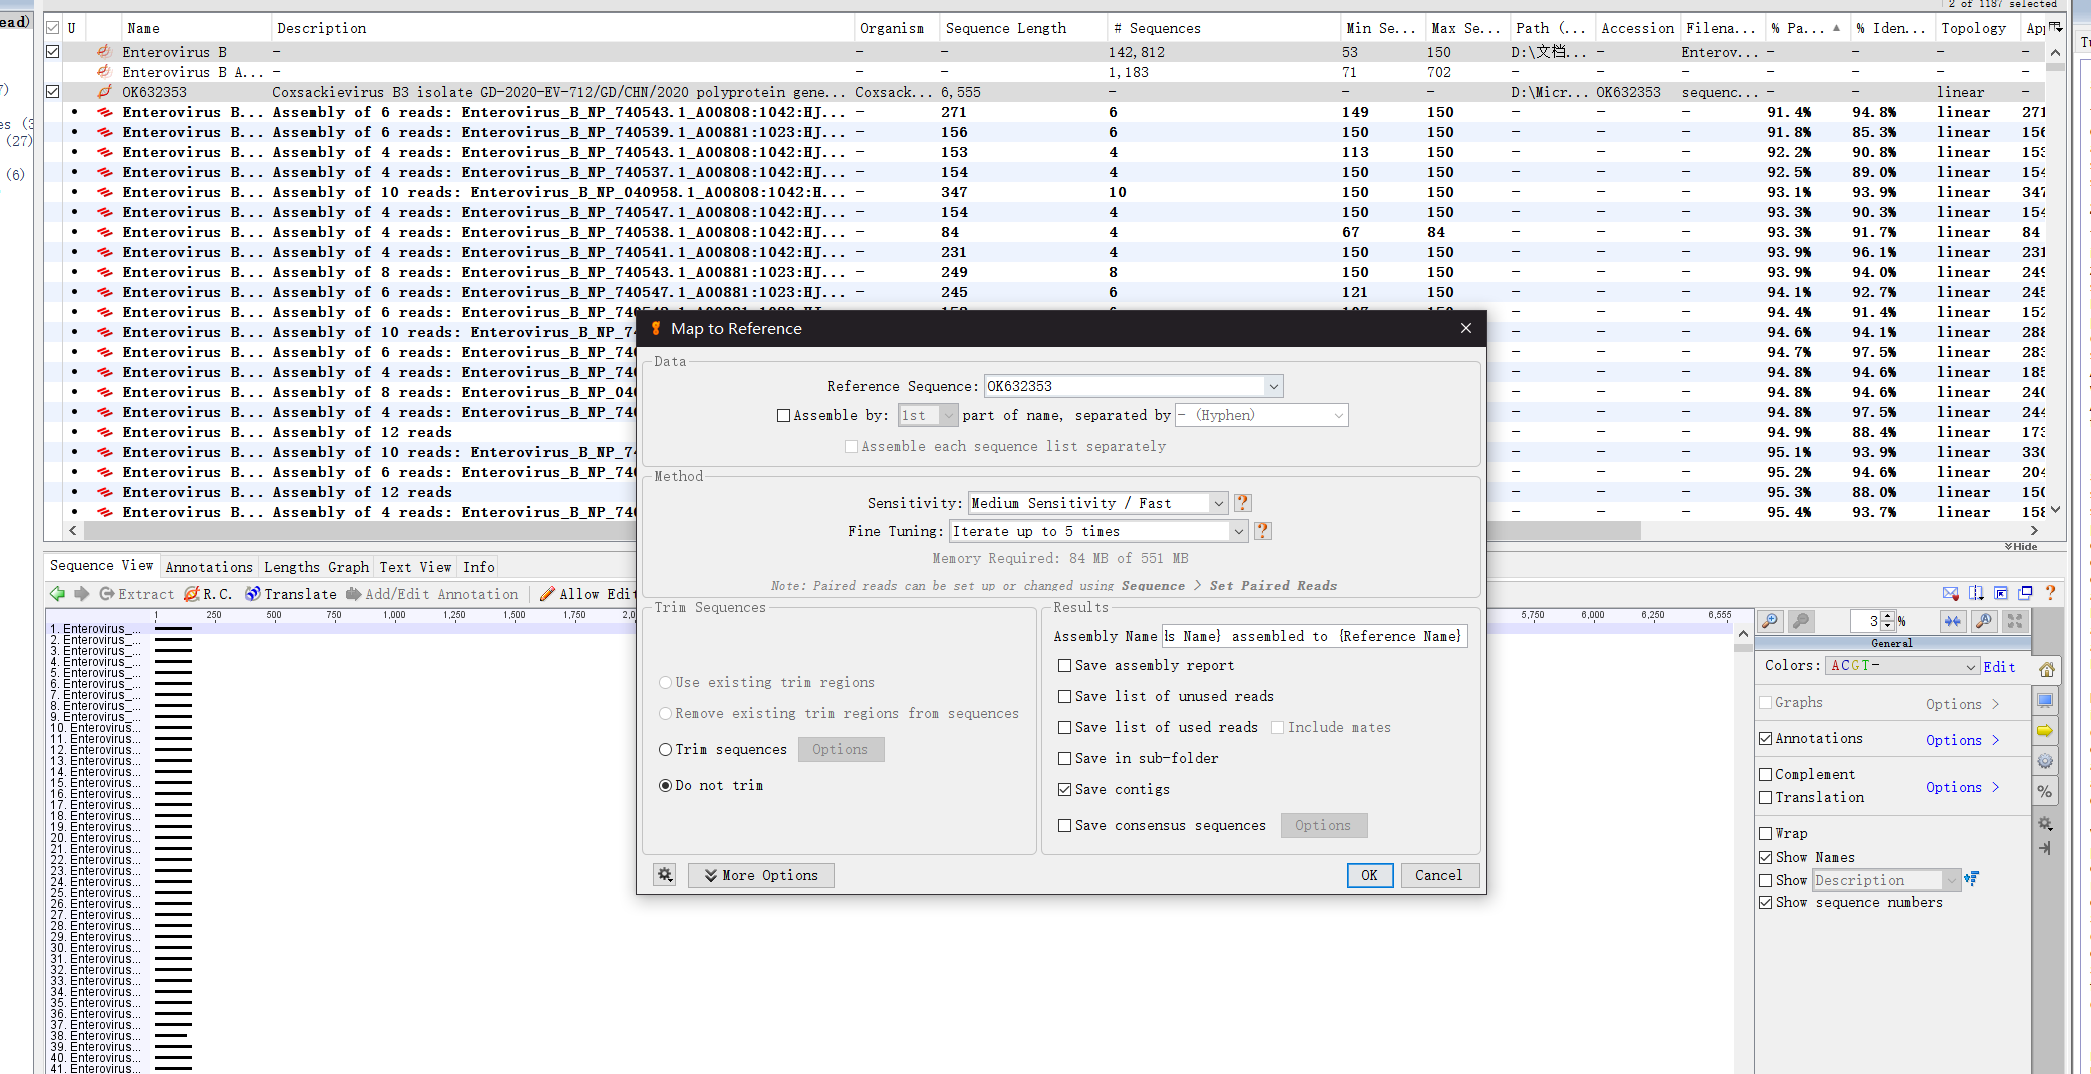 2 of 1187 selected
ead)
U Name Description Organism Sequence Length # Sequences Min Se... Max Se... Path (... Accession Filena... % Pa... % Iden... Topology
Enterovirus B – – – 142,812 53 150 D:\文档... – Enterov... – – – –
Enterovirus B A... – – – 1,183 71 702 – – – – – – –
OK632353 Coxsackievirus B3 isolate GD-2020-EV-712/GD/CHN/2020 polyprotein gene... Coxsack... 6,555 – – – D:\Micr... OK632353 sequenc... – – linear –
• Enterovirus B... Assembly of 6 reads: Enterovirus_B_NP_740543.1_A00808:1042:HJ... – 271 6 149 150 – – – 91.4% 94.8% linear 271
• Enterovirus B... Assembly of 6 reads: Enterovirus_B_NP_740539.1_A00881:1023:HJ... – 156 6 150 150 – – – 91.8% 85.3% linear 156
• Enterovirus B... Assembly of 4 reads: Enterovirus_B_NP_740543.1_A00808:1042:HJ... – 153 4 113 150 – – – 92.2% 90.8% linear 153
• Enterovirus B... Assembly of 4 reads: Enterovirus_B_NP_740537.1_A00808:1042:HJ... – 154 4 150 150 – – – 92.5% 89.0% linear 154
• Enterovirus B... Assembly of 10 reads: Enterovirus_B_NP_040958.1_A00808:1042:H... – 347 10 150 150 – – – 93.1% 93.9% linear 347
• Enterovirus B... Assembly of 4 reads: Enterovirus_B_NP_740547.1_A00808:1042:HJ... – 154 4 150 150 – – – 93.3% 90.3% linear 154
• Enterovirus B... Assembly of 4 reads: Enterovirus_B_NP_740538.1_A00808:1042:HJ... – 84 4 67 84 – – – 93.3% 91.7% linear 84
• Enterovirus B... Assembly of 4 reads: Enterovirus_B_NP_740541.1_A00808:1042:HJ... – 231 4 150 150 – – – 93.9% 96.1% linear 231
• Enterovirus B... Assembly of 8 reads: Enterovirus_B_NP_740543.1_A00881:1023:HJ... – 249 8 150 150 – – – 93.9% 94.0% linear 249
• Enterovirus B... Assembly of 6 reads: Enterovirus_B_NP_740547.1_A00881:1023:HJ... – 245 6 121 150 – – – 94.1% 92.7% linear 245
• Enterovirus B... Assembly of 6 reads: 94.4% 91.4% linear 152
• Enterovirus B... Assembly of 10 reads: Enterovirus_B_NP_ – – 94.6% 94.1% linear 288
• Enterovirus B... Assembly of 6 reads: Enterovirus_B_NP_74 – – – 94.7% 97.5% linear 283
• Enterovirus B... Assembly of 4 reads: Enterovirus_B_NP_74 – – – 94.8% 94.6% linear 185
• Enterovirus B... Assembly of 8 reads: Enterovirus_B_NP_04 – – – 94.8% 94.6% linear 240
• Enterovirus B... Assembly of 4 reads: Enterovirus_B_NP_74 – – – 94.8% 97.5% linear 244
• Enterovirus B... Assembly of 12 reads – – – 94.9% 88.4% linear 173
• Enterovirus B... Assembly of 10 reads: Enterovirus_B_NP_ – – – 95.1% 93.9% linear 330
• Enterovirus B... Assembly of 6 reads: Enterovirus_B_NP_74 – – – 95.2% 94.6% linear 204
• Enterovirus B... Assembly of 12 reads – – – 95.3% 88.0% linear 150
• Enterovirus B... Assembly of 4 reads: Enterovirus_B_NP_74 – – – 95.4% 93.7% linear 158
(27)
(6)
Hide
Map to Reference
Data
Reference Sequence: OK632353
Assemble by: 1st part of name, separated by - (Hyphen)
Assemble each sequence list separately
Method
Sensitivity: Medium Sensitivity / Fast ?
Fine Tuning: Iterate up to 5 times ?
Memory Required: 84 MB of 551 MB
Note: Paired reads can be set up or changed using Sequence > Set Paired Reads
Trim Sequences
Use existing trim regions
Remove existing trim regions from sequences
Trim sequences Options
Do not trim
Results
Assembly Name ls Name} assembled to {Reference Name}
Save assembly report
Save list of unused reads
Save list of used reads Include mates
Save in sub-folder
Save contigs
Save consensus sequences Options
More Options OK Cancel
Sequence View Annotations Lengths Graph Text View Info
Extract R.C. Translate Add/Edit Annotation Allow Edit
1 250 500 750 1,000 1,250 1,500 1,750 2,0 5,750 6,000 6,250 6,555
1. Enterovirus_...
2. Enterovirus_...
3. Enterovirus_...
4. Enterovirus_...
5. Enterovirus_...
6. Enterovirus_...
7. Enterovirus_...
8. Enterovirus_...
9. Enterovirus_...
10. Enterovirus...
11. Enterovirus...
12. Enterovirus...
13. Enterovirus...
14. Enterovirus...
15. Enterovirus...
16. Enterovirus...
17. Enterovirus...
18. Enterovirus...
19. Enterovirus...
20. Enterovirus...
21. Enterovirus...
22. Enterovirus...
23. Enterovirus...
24. Enterovirus...
25. Enterovirus...
26. Enterovirus...
27. Enterovirus...
28. Enterovirus...
29. Enterovirus...
30. Enterovirus...
31. Enterovirus...
32. Enterovirus...
33. Enterovirus...
34. Enterovirus...
35. Enterovirus...
36. Enterovirus...
37. Enterovirus...
38. Enterovirus...
39. Enterovirus...
40. Enterovirus...
41. Enterovirus...
3 %
General
Colors: ACGT- Edit
Graphs Options >
Annotations Options >
Complement
Translation Options >
Wrap
Show Names
Show Description
Show sequence numbers